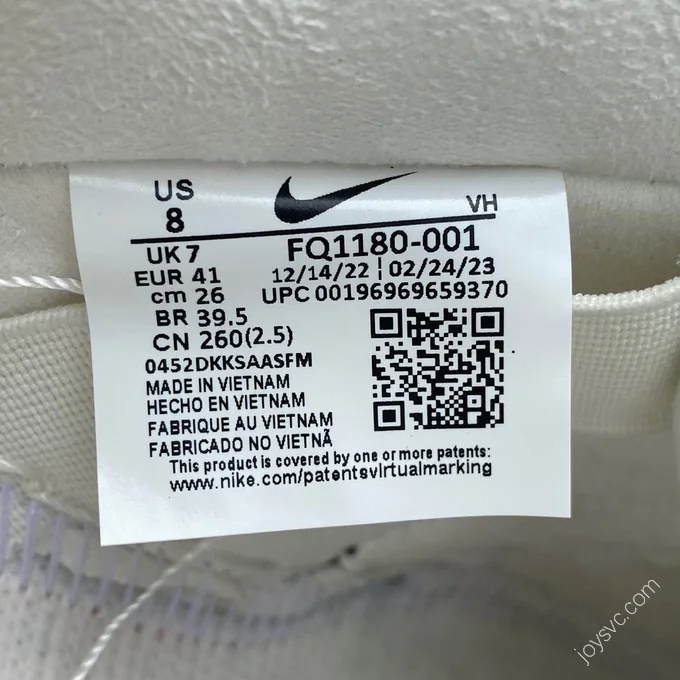 US
8
VH
UK 7
FQ1180-001
EUR 41
12/14/22 | 02/24/23
cm 26
UPC 00196969659370
BR 39.5
CN 260(2.5)
0452DKKSAASFM
MADE IN VIETNAM
HECHO EN VIETNAM
FABRIQUE AU VIETNAM
FABRICADO NO VIETNÃ
This product is covered by one or more patents:
www.nike.com/patentsvirtualmarking
joysvc.com